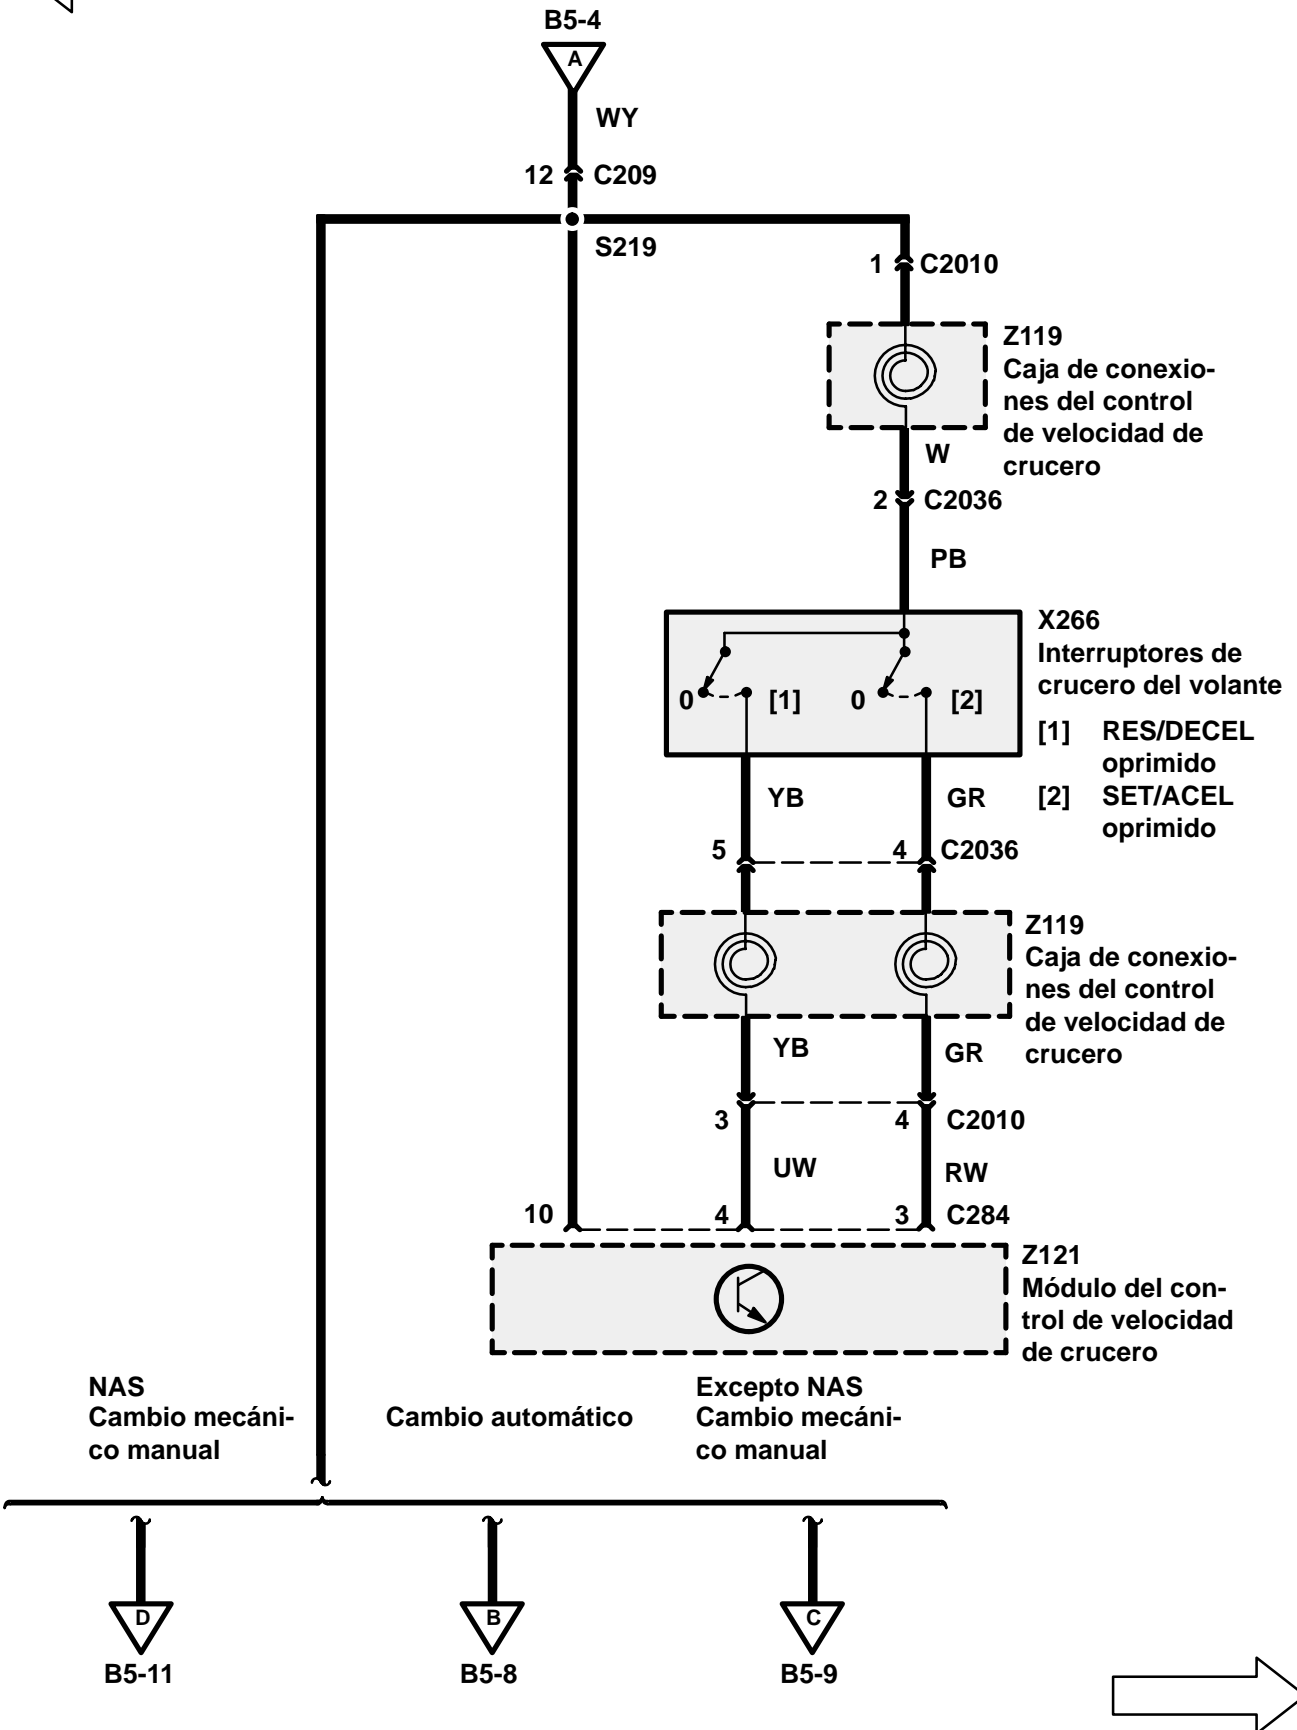 B5-4
A
WY
12 C209
S219
1 C2010
Z119
Caja de conexio-
nes del control
de velocidad de
crucero
W
2 C2036
PB
X266
Interruptores de
crucero del volante
0 [1] 0 [2]
[1] RES/DECEL
oprimido
[2] SET/ACEL
oprimido
YB GR
5 4 C2036
Z119
Caja de conexio-
nes del control
de velocidad de
crucero
YB GR
3 4 C2010
UW RW
10 4 3 C284
Z121
Módulo del con-
trol de velocidad
de crucero
NAS
Cambio mecáni-
co manual
Cambio automático
Excepto NAS
Cambio mecáni-
co manual
D B C
B5-11 B5-8 B5-9